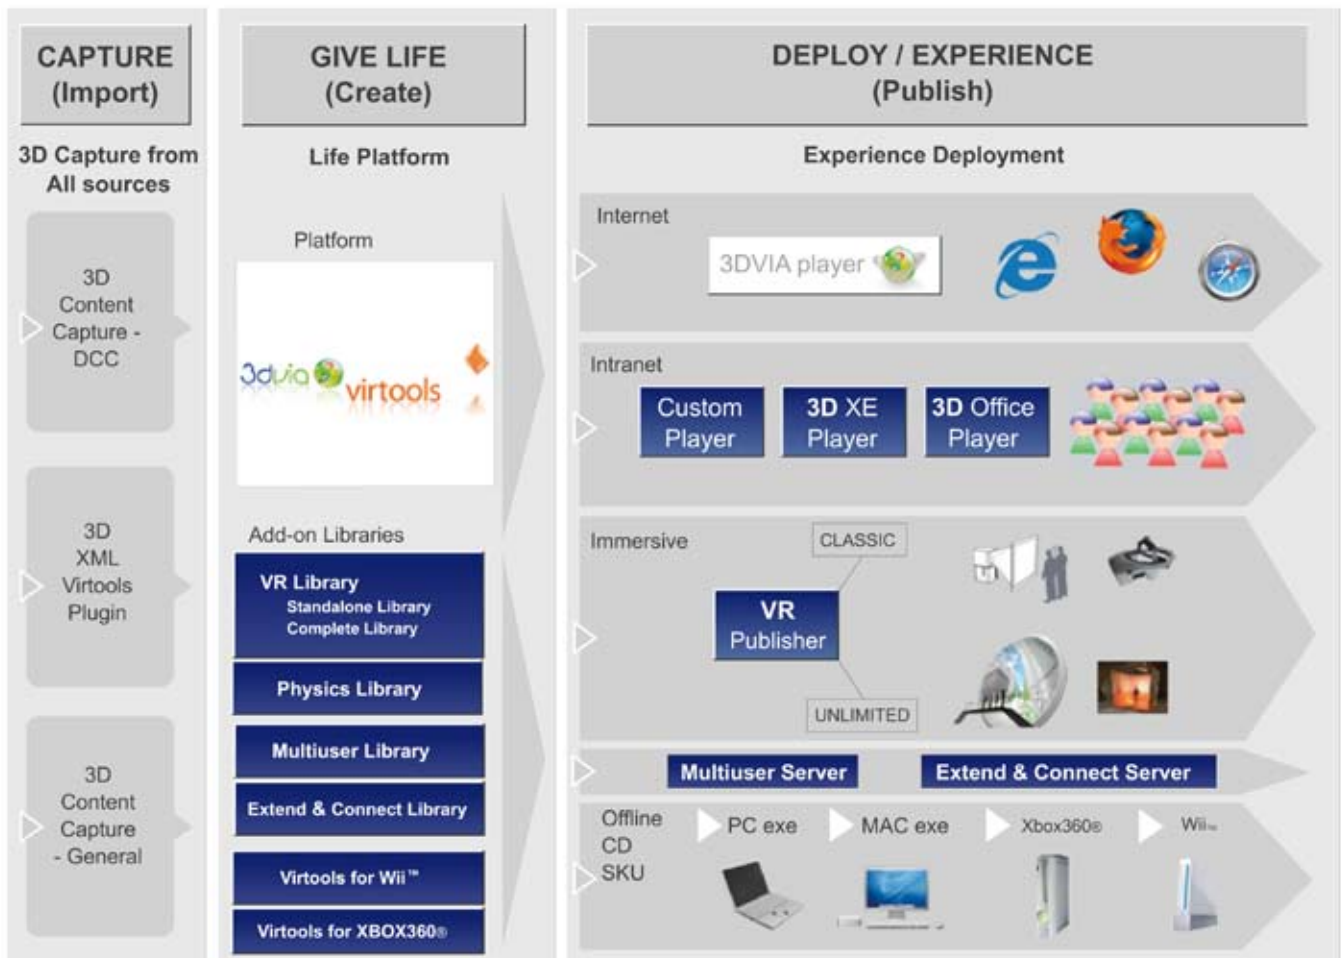 CAPTURE
(Import)
3D Capture from
All sources
3D
Content
Capture -
DCC
3D
XML
Virtools
Plugin
3D
Content
Capture
- General
GIVE LIFE
(Create)
Life Platform
Platform
3dvia
virtools
Add-on Libraries
VR Library
Standalone Library
Complete Library
Physics Library
Multiuser Library
Extend & Connect Library
Virtools for Wii™
Virtools for XBOX360®
DEPLOY / EXPERIENCE
(Publish)
Experience Deployment
Internet
3DVIA player
Intranet
Custom
Player
3D XE
Player
3D Office
Player
Immersive
CLASSIC
VR
Publisher
UNLIMITED
Multiuser Server
Extend & Connect Server
Offline
CD
SKU
PC exe
MAC exe
Xbox360®
Wii™